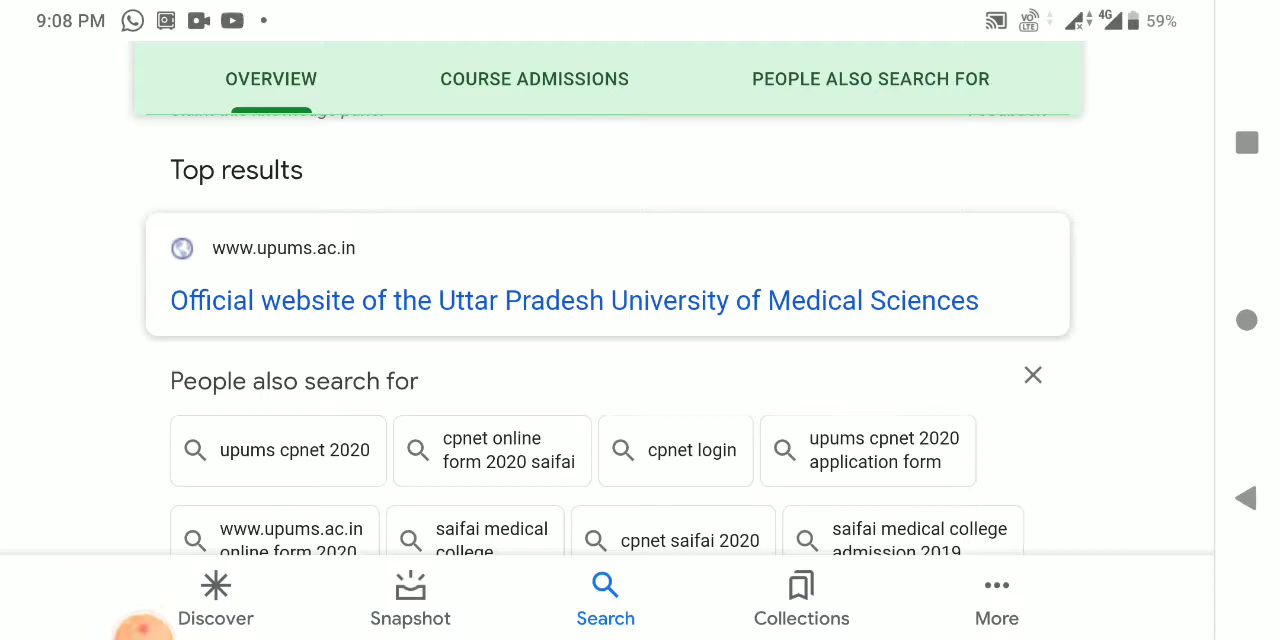 9:08 PM
VO LTE 4G 59%
OVERVIEW
COURSE ADMISSIONS
PEOPLE ALSO SEARCH FOR
Top results
www.upums.ac.in
Official website of the Uttar Pradesh University of Medical Sciences
People also search for
upums cpnet 2020
cpnet online
form 2020 saifai
cpnet login
upums cpnet 2020
application form
www.upums.ac.in
online form 2020
saifai medical
college
cpnet saifai 2020
saifai medical college
admission 2019
Discover
Snapshot
Search
Collections
More